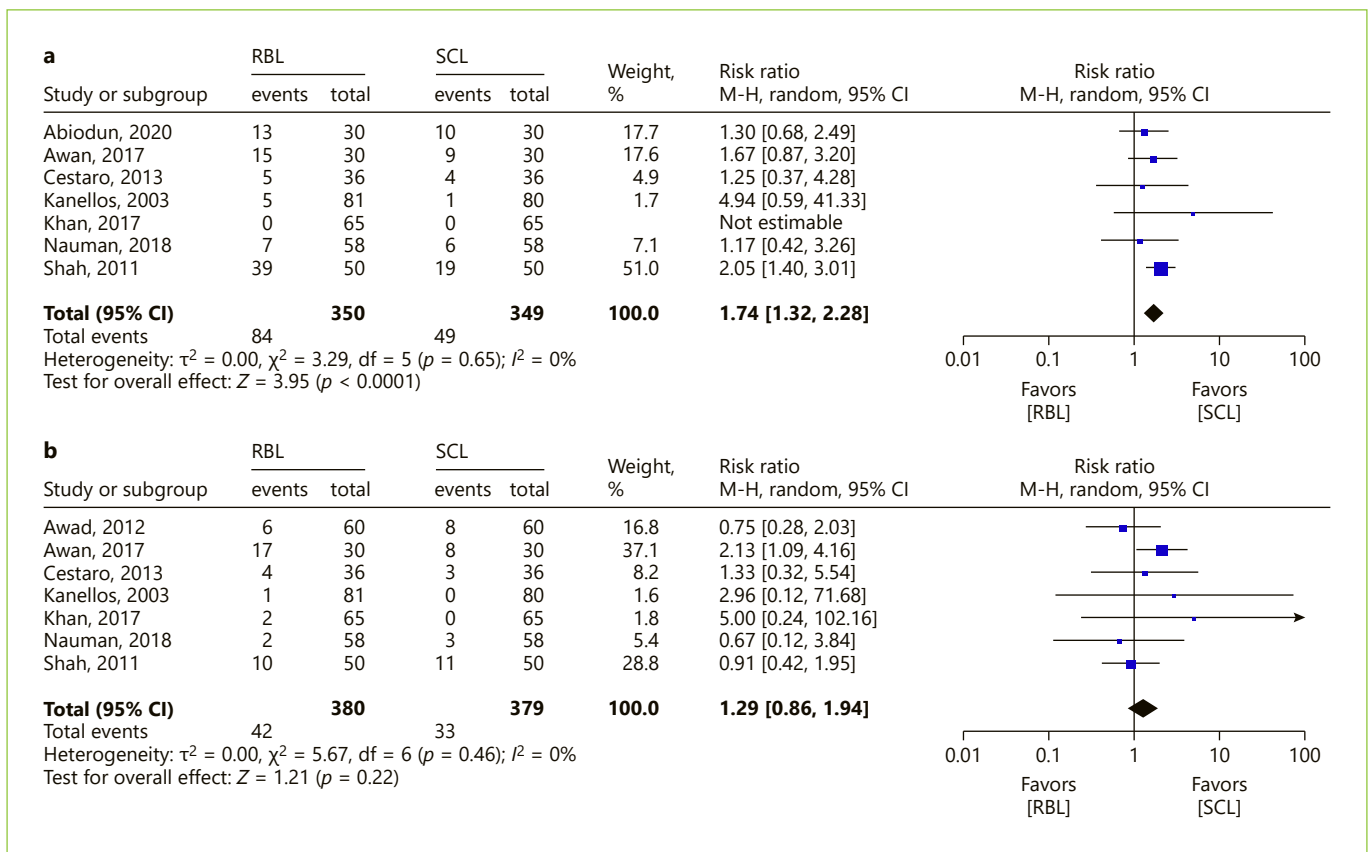 a RBL SCL Weight, Risk ratio Risk ratio
Study or subgroup events total events total % M-H, random, 95% CI M-H, random, 95% CI
Abiodun, 2020 13 30 10 30 17.7 1.30 [0.68, 2.49]
Awan, 2017 15 30 9 30 17.6 1.67 [0.87, 3.20]
Cestaro, 2013 5 36 4 36 4.9 1.25 [0.37, 4.28]
Kanellos, 2003 5 81 1 80 1.7 4.94 [0.59, 41.33]
Khan, 2017 0 65 0 65 Not estimable
Nauman, 2018 7 58 6 58 7.1 1.17 [0.42, 3.26]
Shah, 2011 39 50 19 50 51.0 2.05 [1.40, 3.01]
Total (95% CI) 350 349 100.0 1.74 [1.32, 2.28]
Total events 84 49
Heterogeneity: τ² = 0.00, χ² = 3.29, df = 5 (p = 0.65); I² = 0%
Test for overall effect: Z = 3.95 (p < 0.0001)
0.01 0.1 1 10 100
Favors Favors
[RBL] [SCL]
b RBL SCL Weight, Risk ratio Risk ratio
Study or subgroup events total events total % M-H, random, 95% CI M-H, random, 95% CI
Awad, 2012 6 60 8 60 16.8 0.75 [0.28, 2.03]
Awan, 2017 17 30 8 30 37.1 2.13 [1.09, 4.16]
Cestaro, 2013 4 36 3 36 8.2 1.33 [0.32, 5.54]
Kanellos, 2003 1 81 0 80 1.6 2.96 [0.12, 71.68]
Khan, 2017 2 65 0 65 1.8 5.00 [0.24, 102.16]
Nauman, 2018 2 58 3 58 5.4 0.67 [0.12, 3.84]
Shah, 2011 10 50 11 50 28.8 0.91 [0.42, 1.95]
Total (95% CI) 380 379 100.0 1.29 [0.86, 1.94]
Total events 42 33
Heterogeneity: τ² = 0.00, χ² = 5.67, df = 6 (p = 0.46); I² = 0%
Test for overall effect: Z = 1.21 (p = 0.22)
0.01 0.1 1 10 100
Favors Favors
[RBL] [SCL]